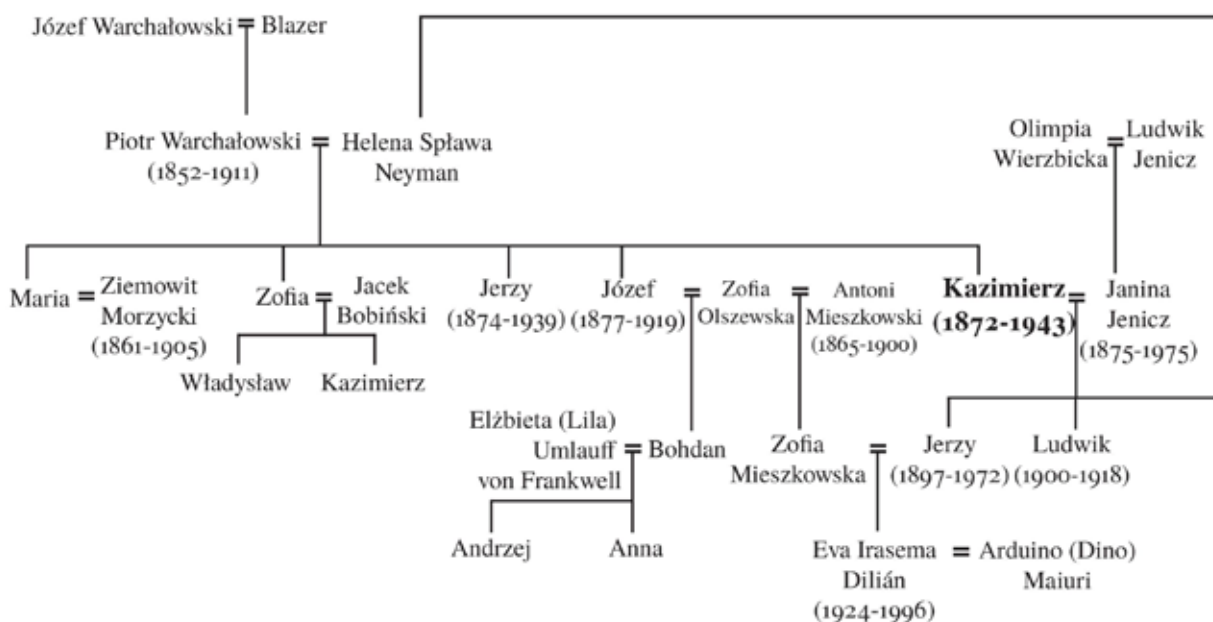 Józef Warchałowski = Blazer
Piotr Warchałowski = Helena Spława
(1852-1911) Neyman
Olimpia = Ludwik
Wierzbicka Jenicz
Maria = Ziemowit
Morzycki
(1861-1905)
Zofia = Jacek
Bobiński
Jerzy
(1874-1939)
Józef = Zofia = Antoni
(1877-1919) Olszewska Mieszkowski
(1865-1900)
Kazimierz = Janina
(1872-1943) Jenicz
(1875-1975)
Władysław Kazimierz
Elżbieta (Lila)
Umlauff = Bohdan
von Frankwell
Zofia = Jerzy
Mieszkowska (1897-1972)
Ludwik
(1900-1918)
Andrzej Anna
Eva Irasema = Arduino (Dino)
Dilián Maiuri
(1924-1996)